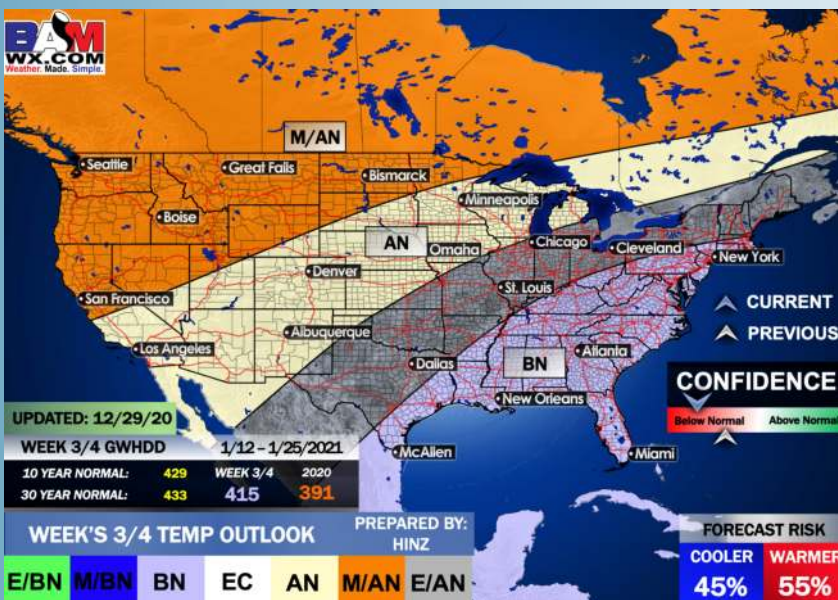 BAM
WX.COM
Weather. Made. Simple.
M/AN
Seattle
Great Falls
Bismarck
Minneapolis
Boise
AN
Omaha
Chicago
Cleveland
New York
Denver
St. Louis
San Francisco
CURRENT
Albuquerque
PREVIOUS
Los Angeles
Dallas
BN
Atlanta
CONFIDENCE
New Orleans
Below Normal
Above Normal
UPDATED: 12/29/20
WEEK 3/4 GWHDD 1/12 - 1/25/2021
McAllen
Miami
10 YEAR NORMAL: 429 WEEK 3/4 2020
30 YEAR NORMAL: 433 415 391
WEEK'S 3/4 TEMP OUTLOOK
PREPARED BY:
HINZ
FORECAST RISK
COOLER WARMER
45% 55%
E/BN M/BN BN EC AN M/AN E/AN